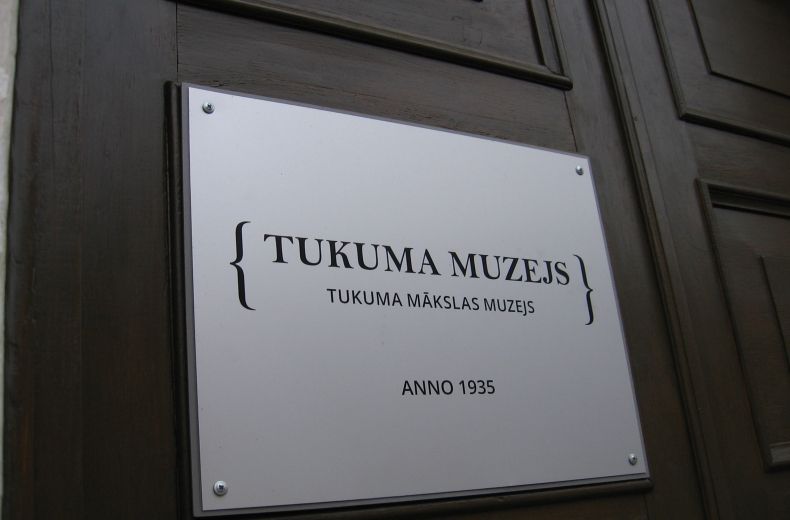 { TUKUMA MUZEJS }
TUKUMA MĀKSLAS MUZEJS
ANNO 1935